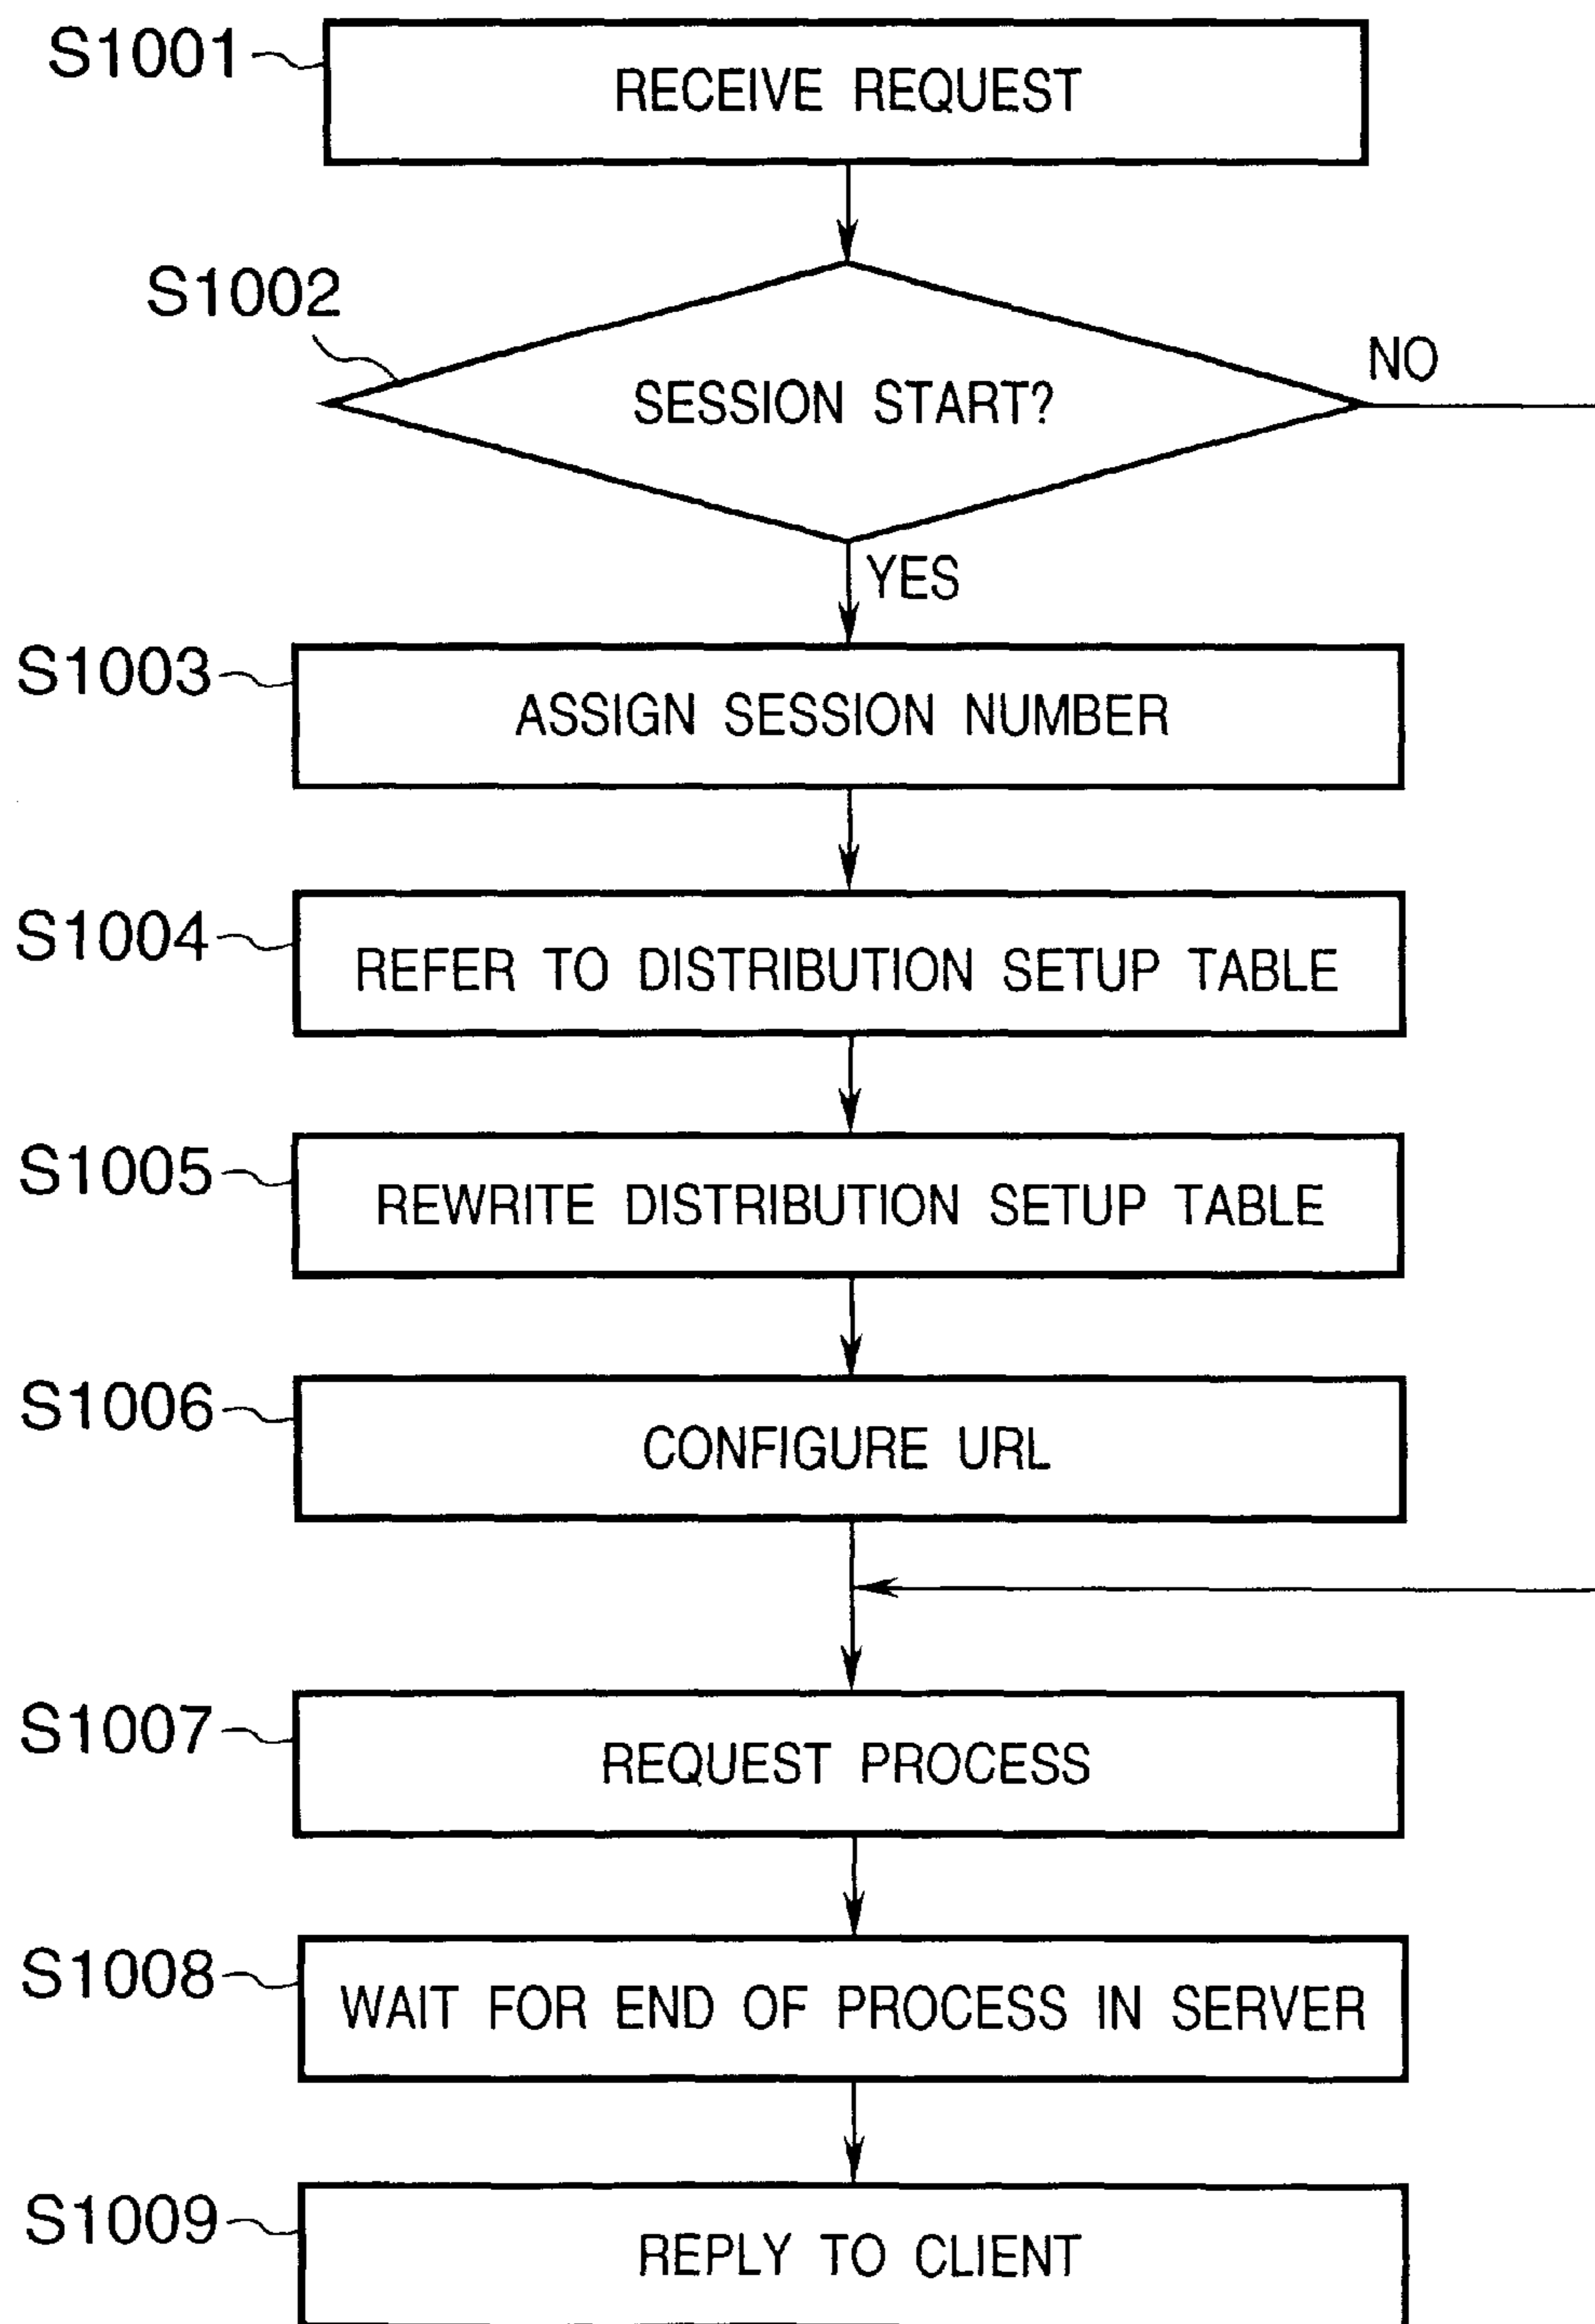 S1001
RECEIVE REQUEST
S1002
SESSION START?
NO
YES
S1003
ASSIGN SESSION NUMBER
S1004
REFER TO DISTRIBUTION SETUP TABLE
S1005
REWRITE DISTRIBUTION SETUP TABLE
S1006
CONFIGURE URL
S1007
REQUEST PROCESS
S1008
WAIT FOR END OF PROCESS IN SERVER
S1009
REPLY TO CLIENT